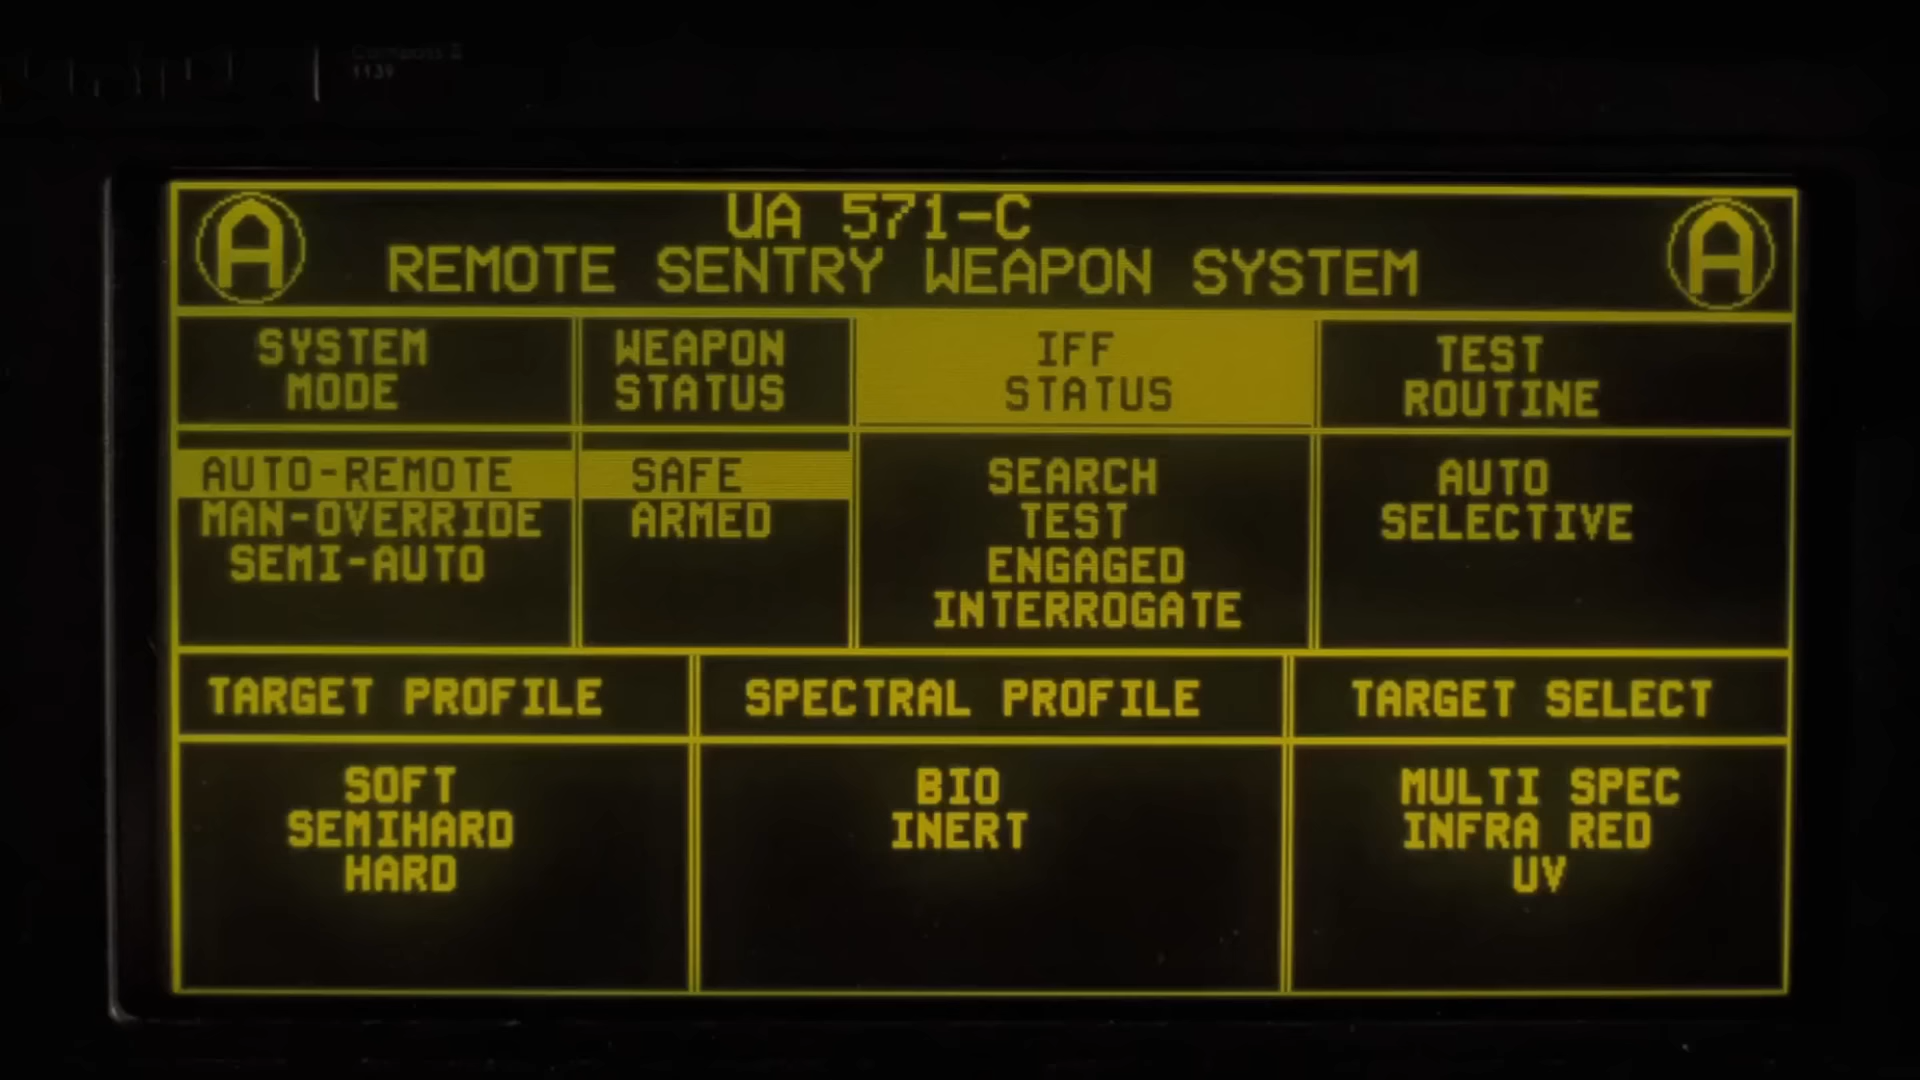 A
UA 571-C
A
REMOTE SENTRY WEAPON SYSTEM
SYSTEM
MODE
WEAPON
STATUS
IFF
STATUS
TEST
ROUTINE
AUTO-REMOTE
MAN-OVERRIDE
SEMI-AUTO
SAFE
ARMED
SEARCH
TEST
ENGAGED
INTERROGATE
AUTO
SELECTIVE
TARGET PROFILE
SPECTRAL PROFILE
TARGET SELECT
SOFT
SEMIHARD
HARD
BIO
INERT
MULTI SPEC
INFRA RED
UV